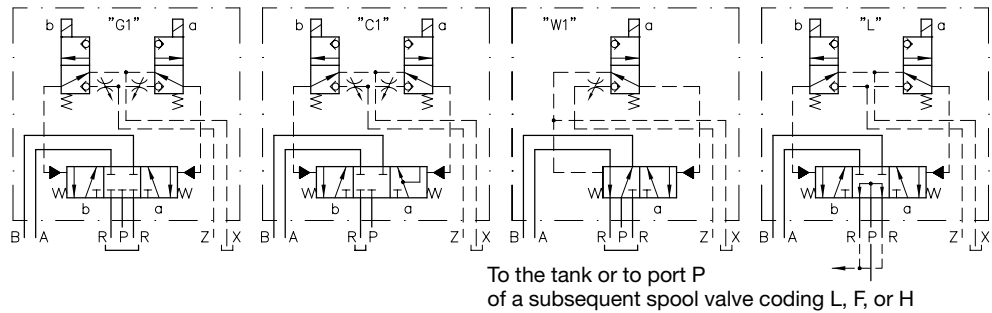 b "G1" a
b "C1" a
"W1" a
b "L" a
b a
b a
a
b a
B A R P R Z X
B A R P Z X
B A R P R Z X
B A R P R Z X
To the tank or to port P
of a subsequent spool valve coding L, F, or H